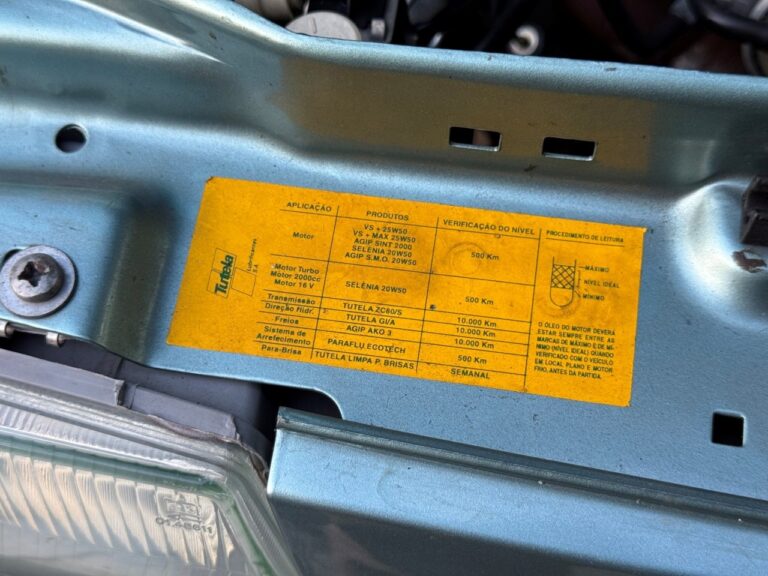 APLICAÇÃO PRODUTOS VERIFICAÇÃO DO NÍVEL PROCEDIMENTO DE LEITURA
Motor
VS + 25W50
VS + MAX 25W50
AGIP SINT 2000
SELÉNIA 20W50
AGIP S.M.O. 20W50
500 Km
Motor Turbo
Motor 2000cc
Motor 16 V
SELÉNIA 20W50
500 Km
Transmissão TUTELA ZC80/S 10.000 Km
Direção Hidr. TUTELA GI/A 10.000 Km
Freios AGIP AKO 3 10.000 Km
Sistema de
Arrefecimento
PARAFLU ECOTECH 500 Km
Para-Brisa TUTELA LIMPA P. BRISAS SEMANAL
MÁXIMO
NÍVEL IDEAL
MÍNIMO
O ÓLEO DO MOTOR DEVERÁ
ESTAR SEMPRE ENTRE AS
MARCAS DE MÁXIMO E DE MÍ-
NIMO (NÍVEL IDEAL) QUANDO
VERIFICADO COM O VEÍCULO
EM LOCAL PLANO E MOTOR
FRIO, ANTES DA PARTIDA.
Tutela
Lubrificantes
S.A.